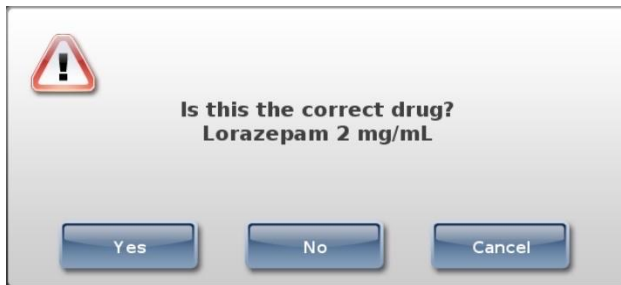 Is this the correct drug?
Lorazepam 2 mg/mL
Yes
No
Cancel